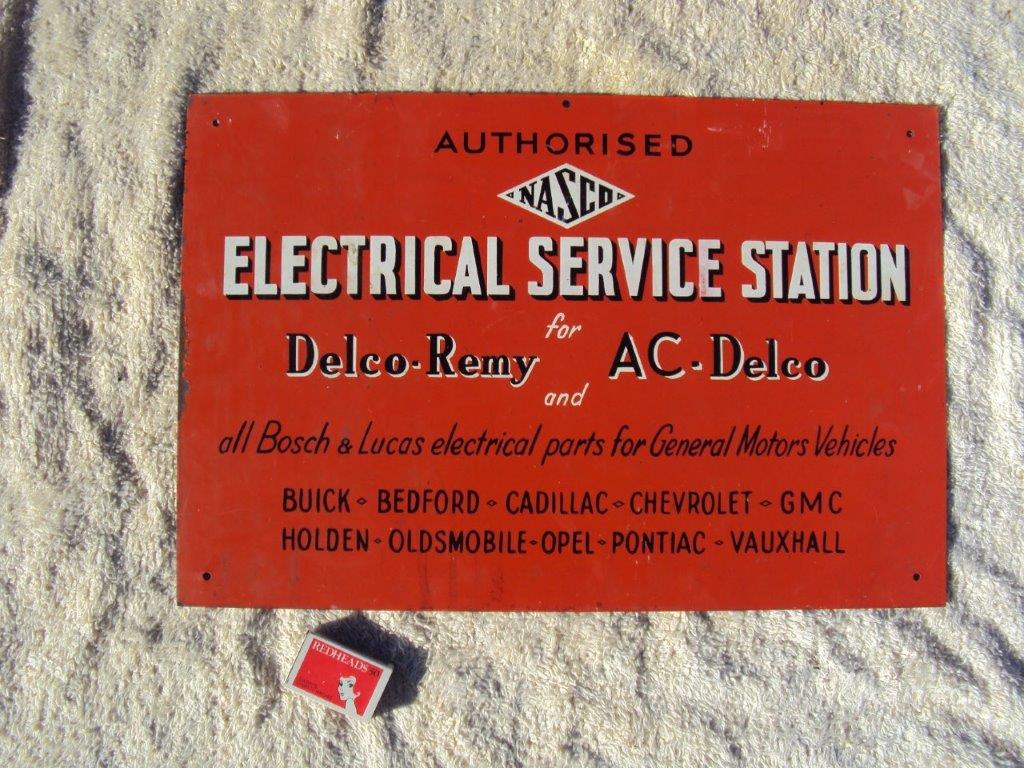 AUTHORISED
NASCO
ELECTRICAL SERVICE STATION
for
Delco-Remy AC-Delco
and
all Bosch & Lucas electrical parts for General Motors Vehicles
BUICK ⋄ BEDFORD ⋄ CADILLAC ⋄ CHEVROLET ⋄ GMC
HOLDEN ⋄ OLDSMOBILE ⋄ OPEL ⋄ PONTIAC ⋄ VAUXHALL
REDHEADS 50